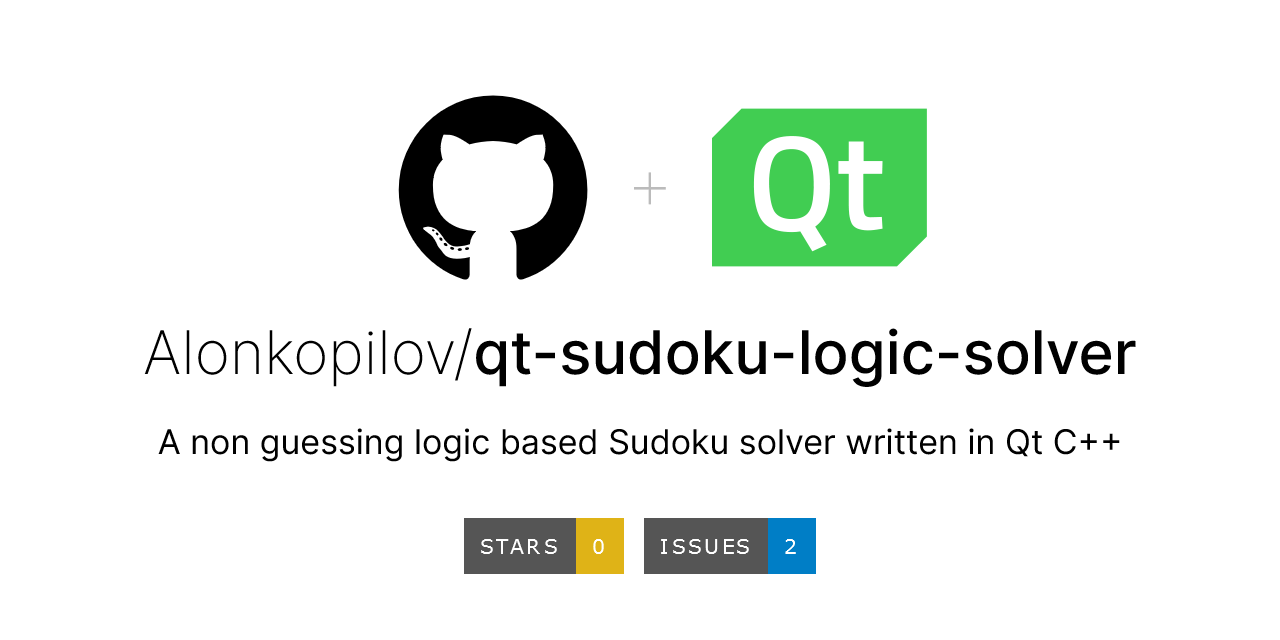 Qt
Alonkopilov/qt-sudoku-logic-solver
A non guessing logic based Sudoku solver written in Qt C++
STARS 0 ISSUES 2